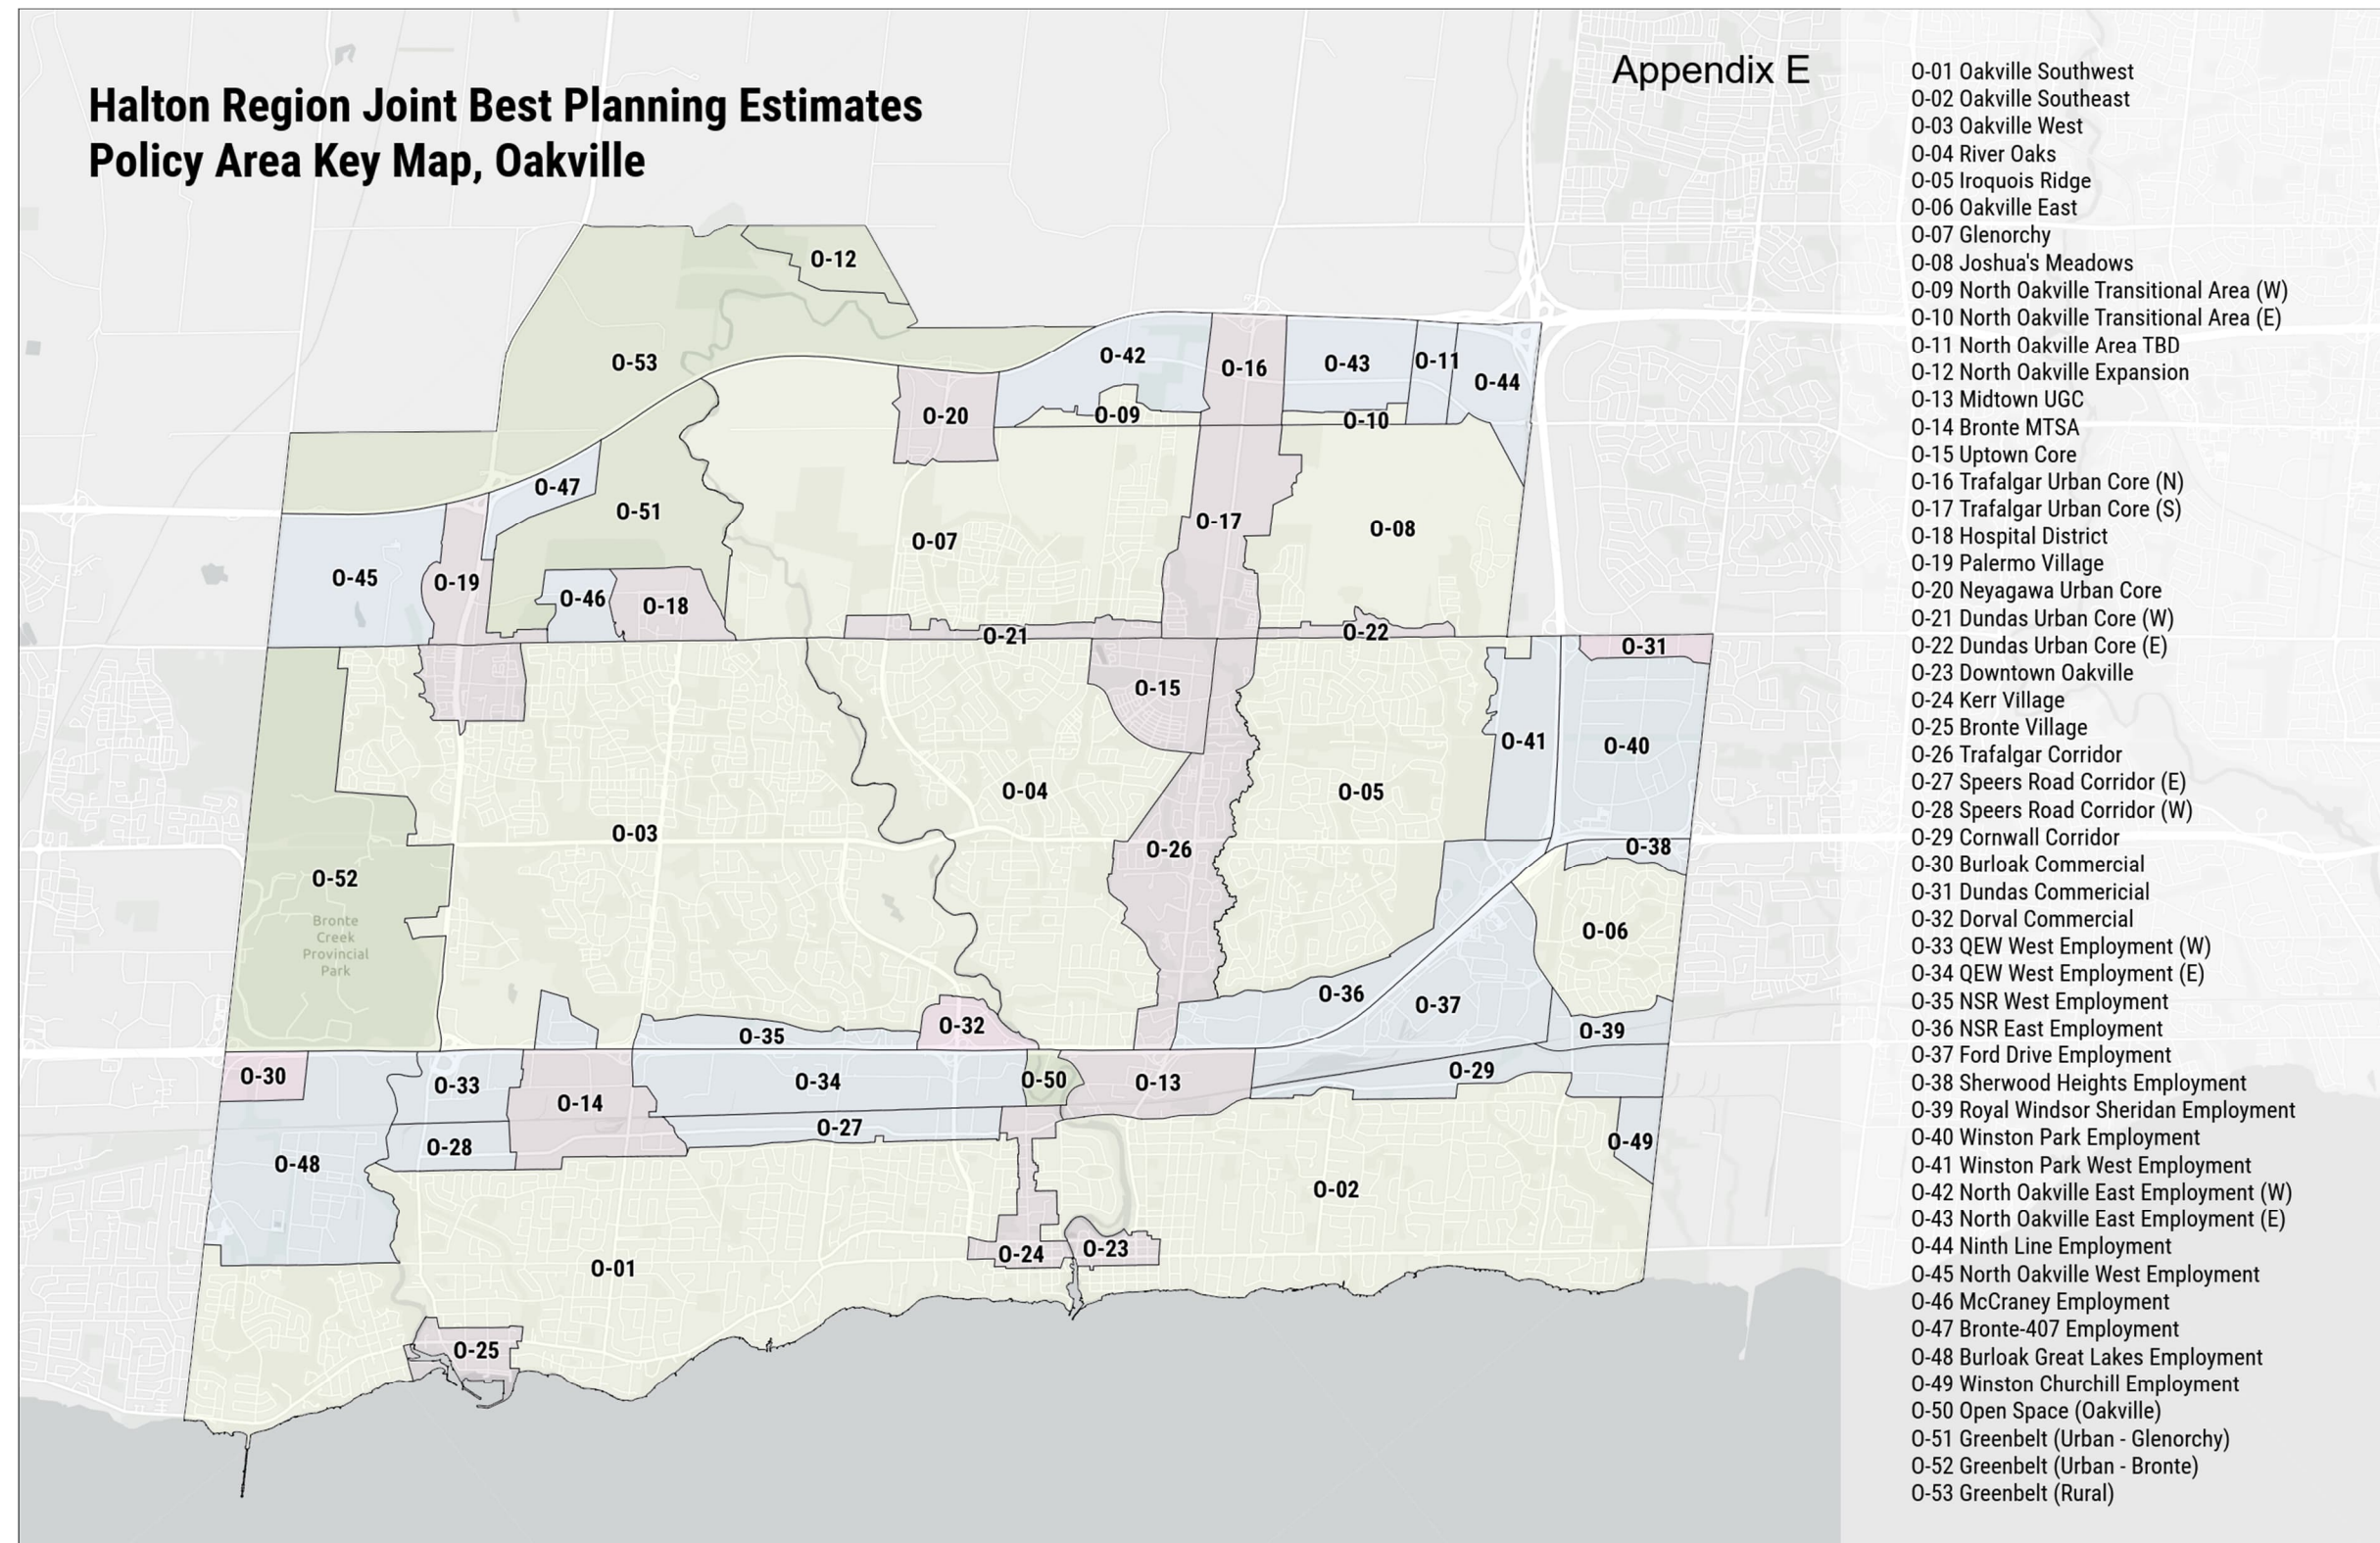 Appendix E
Halton Region Joint Best Planning Estimates
Policy Area Key Map, Oakville
O-12
O-53
O-42
O-16
O-43
O-11
O-44
O-20
O-09
O-10
O-47
O-51
O-07
O-17
O-08
O-45
O-19
O-46
O-18
O-21
O-22
O-31
O-15
O-41
O-40
O-04
O-05
O-03
O-26
O-38
O-52
Bronte
Creek
Provincial
Park
O-06
O-36
O-37
O-32
O-35
O-39
O-30
O-33
O-34
O-50
O-13
O-29
O-14
O-27
O-28
O-49
O-48
O-02
O-24
O-23
O-01
O-25
O-01 Oakville Southwest
O-02 Oakville Southeast
O-03 Oakville West
O-04 River Oaks
O-05 Iroquois Ridge
O-06 Oakville East
O-07 Glenorchy
O-08 Joshua's Meadows
O-09 North Oakville Transitional Area (W)
O-10 North Oakville Transitional Area (E)
O-11 North Oakville Area TBD
O-12 North Oakville Expansion
O-13 Midtown UGC
O-14 Bronte MTSA
O-15 Uptown Core
O-16 Trafalgar Urban Core (N)
O-17 Trafalgar Urban Core (S)
O-18 Hospital District
O-19 Palermo Village
O-20 Neyagawa Urban Core
O-21 Dundas Urban Core (W)
O-22 Dundas Urban Core (E)
O-23 Downtown Oakville
O-24 Kerr Village
O-25 Bronte Village
O-26 Trafalgar Corridor
O-27 Speers Road Corridor (E)
O-28 Speers Road Corridor (W)
O-29 Cornwall Corridor
O-30 Burloak Commercial
O-31 Dundas Commericial
O-32 Dorval Commercial
O-33 QEW West Employment (W)
O-34 QEW West Employment (E)
O-35 NSR West Employment
O-36 NSR East Employment
O-37 Ford Drive Employment
O-38 Sherwood Heights Employment
O-39 Royal Windsor Sheridan Employment
O-40 Winston Park Employment
O-41 Winston Park West Employment
O-42 North Oakville East Employment (W)
O-43 North Oakville East Employment (E)
O-44 Ninth Line Employment
O-45 North Oakville West Employment
O-46 McCraney Employment
O-47 Bronte-407 Employment
O-48 Burloak Great Lakes Employment
O-49 Winston Churchill Employment
O-50 Open Space (Oakville)
O-51 Greenbelt (Urban - Glenorchy)
O-52 Greenbelt (Urban - Bronte)
O-53 Greenbelt (Rural)